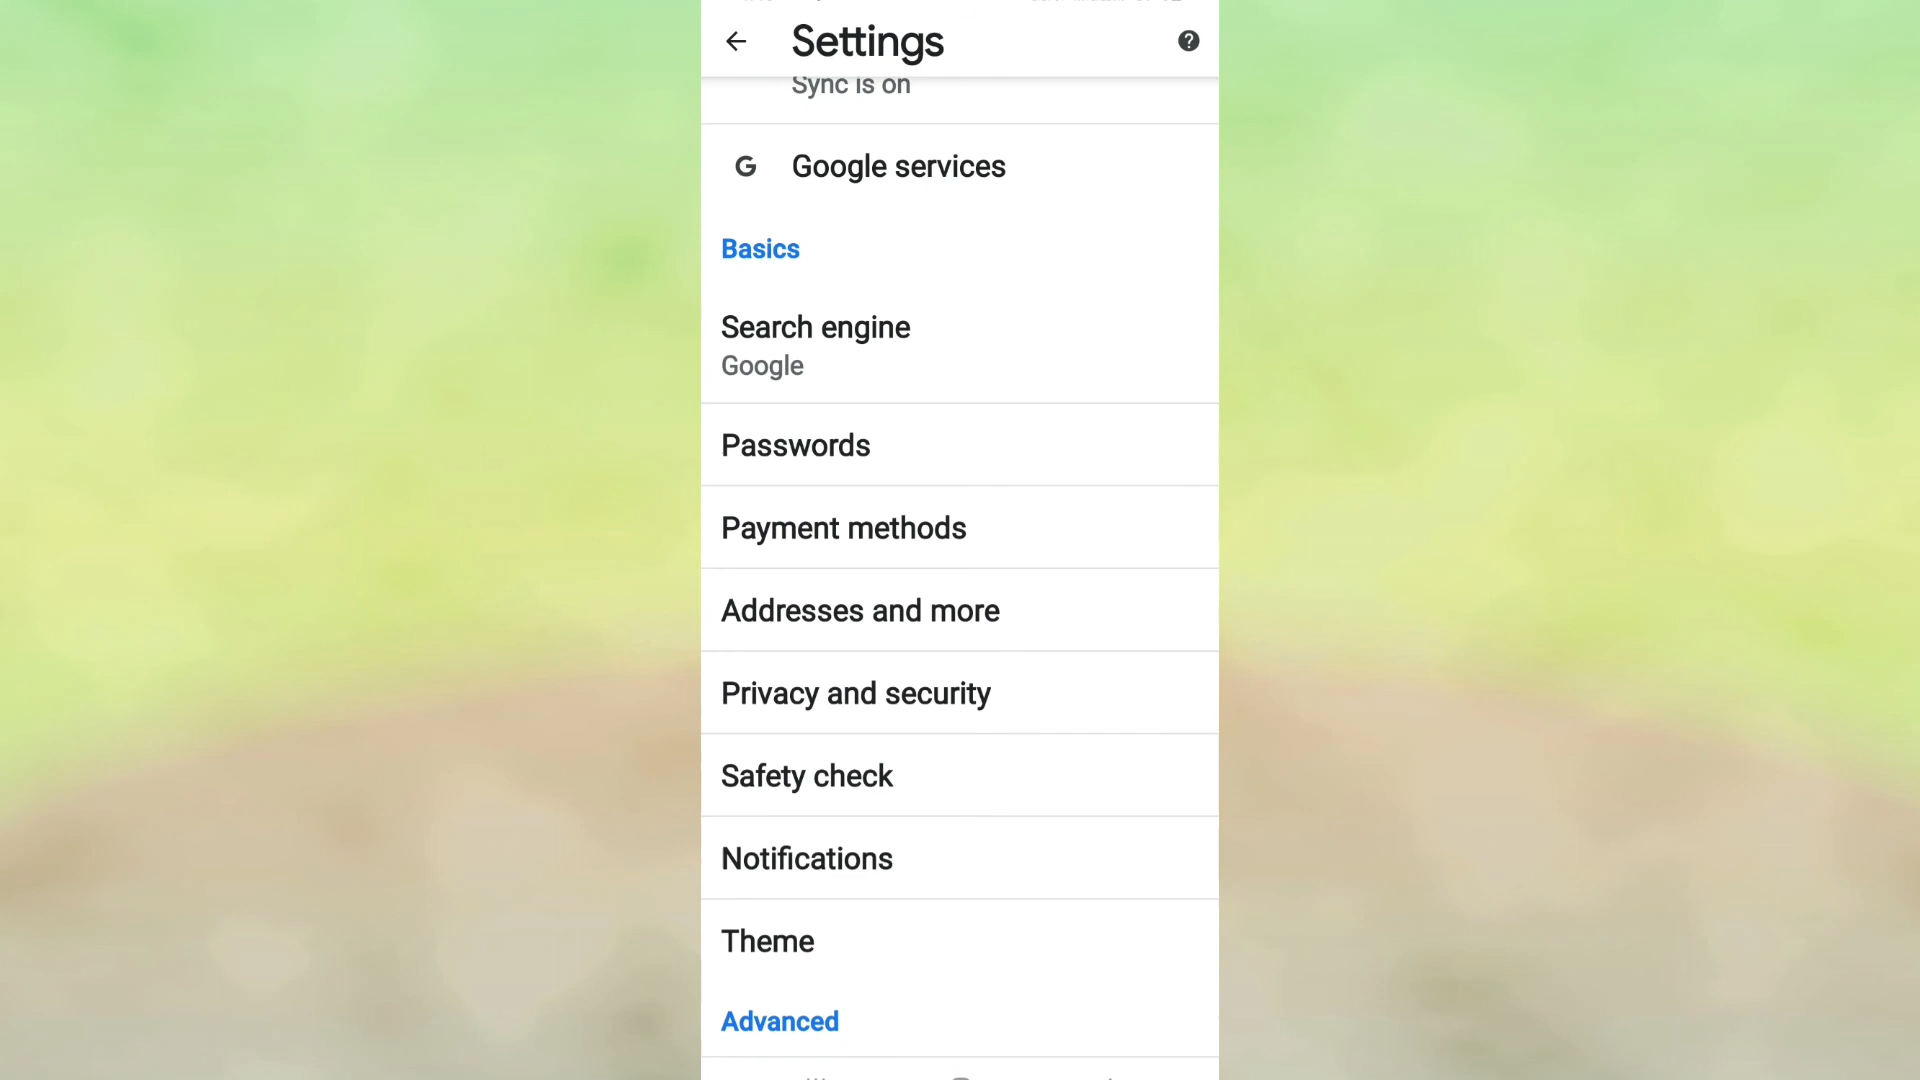 Settings
Sync is on
Google services
Basics
Search engine
Google
Passwords
Payment methods
Addresses and more
Privacy and security
Safety check
Notifications
Theme
Advanced